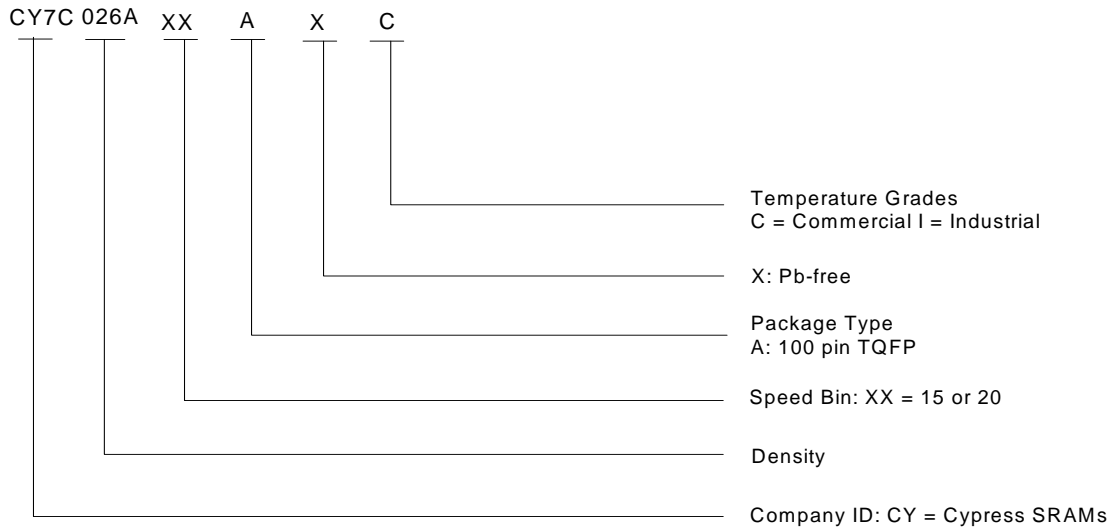 CY7C 026A XX A X C
Temperature Grades
C = Commercial I = Industrial
X: Pb-free
Package Type
A: 100 pin TQFP
Speed Bin: XX = 15 or 20
Density
Company ID: CY = Cypress SRAMs